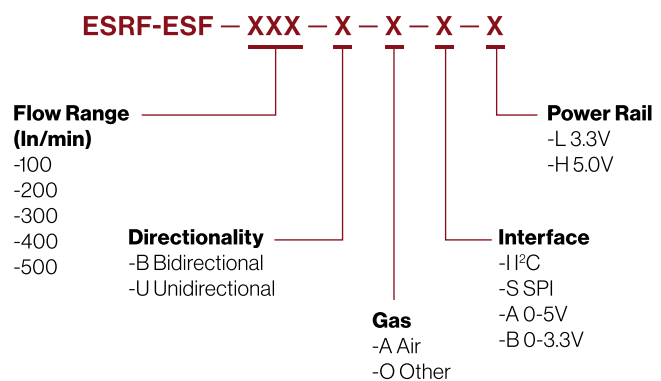 ESRF-ESF – XXX – X – X – X – X
Flow Range
(ln/min)
-100
-200
-300
-400
-500
Directionality
-B Bidirectional
-U Unidirectional
Gas
-A Air
-O Other
Interface
-I I²C
-S SPI
-A 0-5V
-B 0-3.3V
Power Rail
-L 3.3V
-H 5.0V